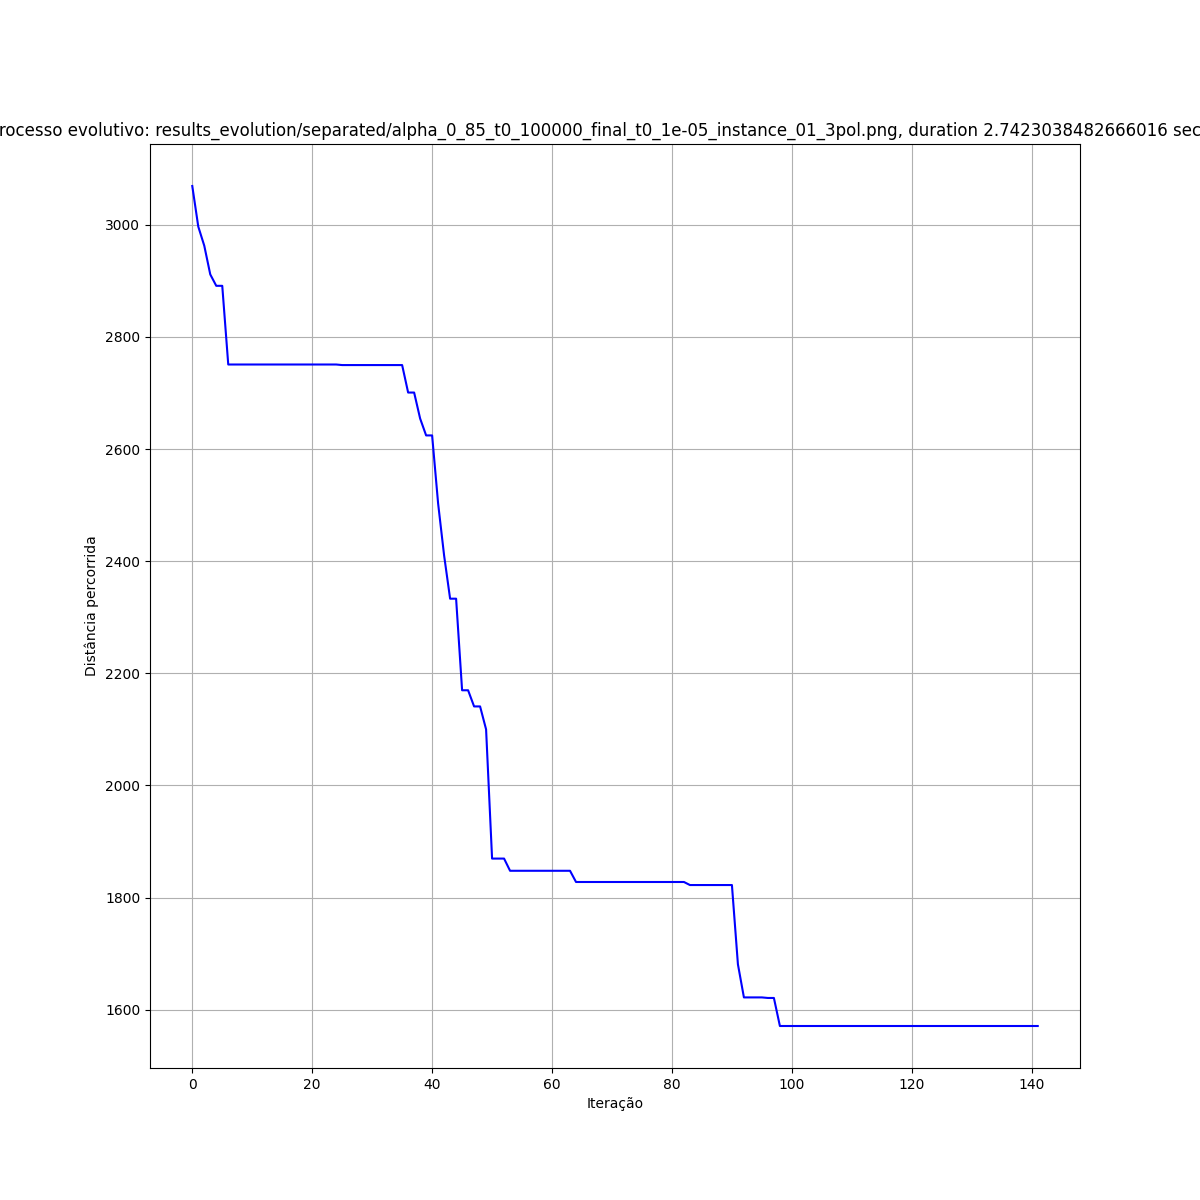 rocesso evolutivo: results_evolution/separated/alpha_0_85_t0_100000_final_t0_1e-05_instance_01_3pol.png, duration 2.7423038482666016 sec
3000
2800
2600
2400
2200
2000
1800
1600
Distância percorrida
0 20 40 60 80 100 120 140
Iteração